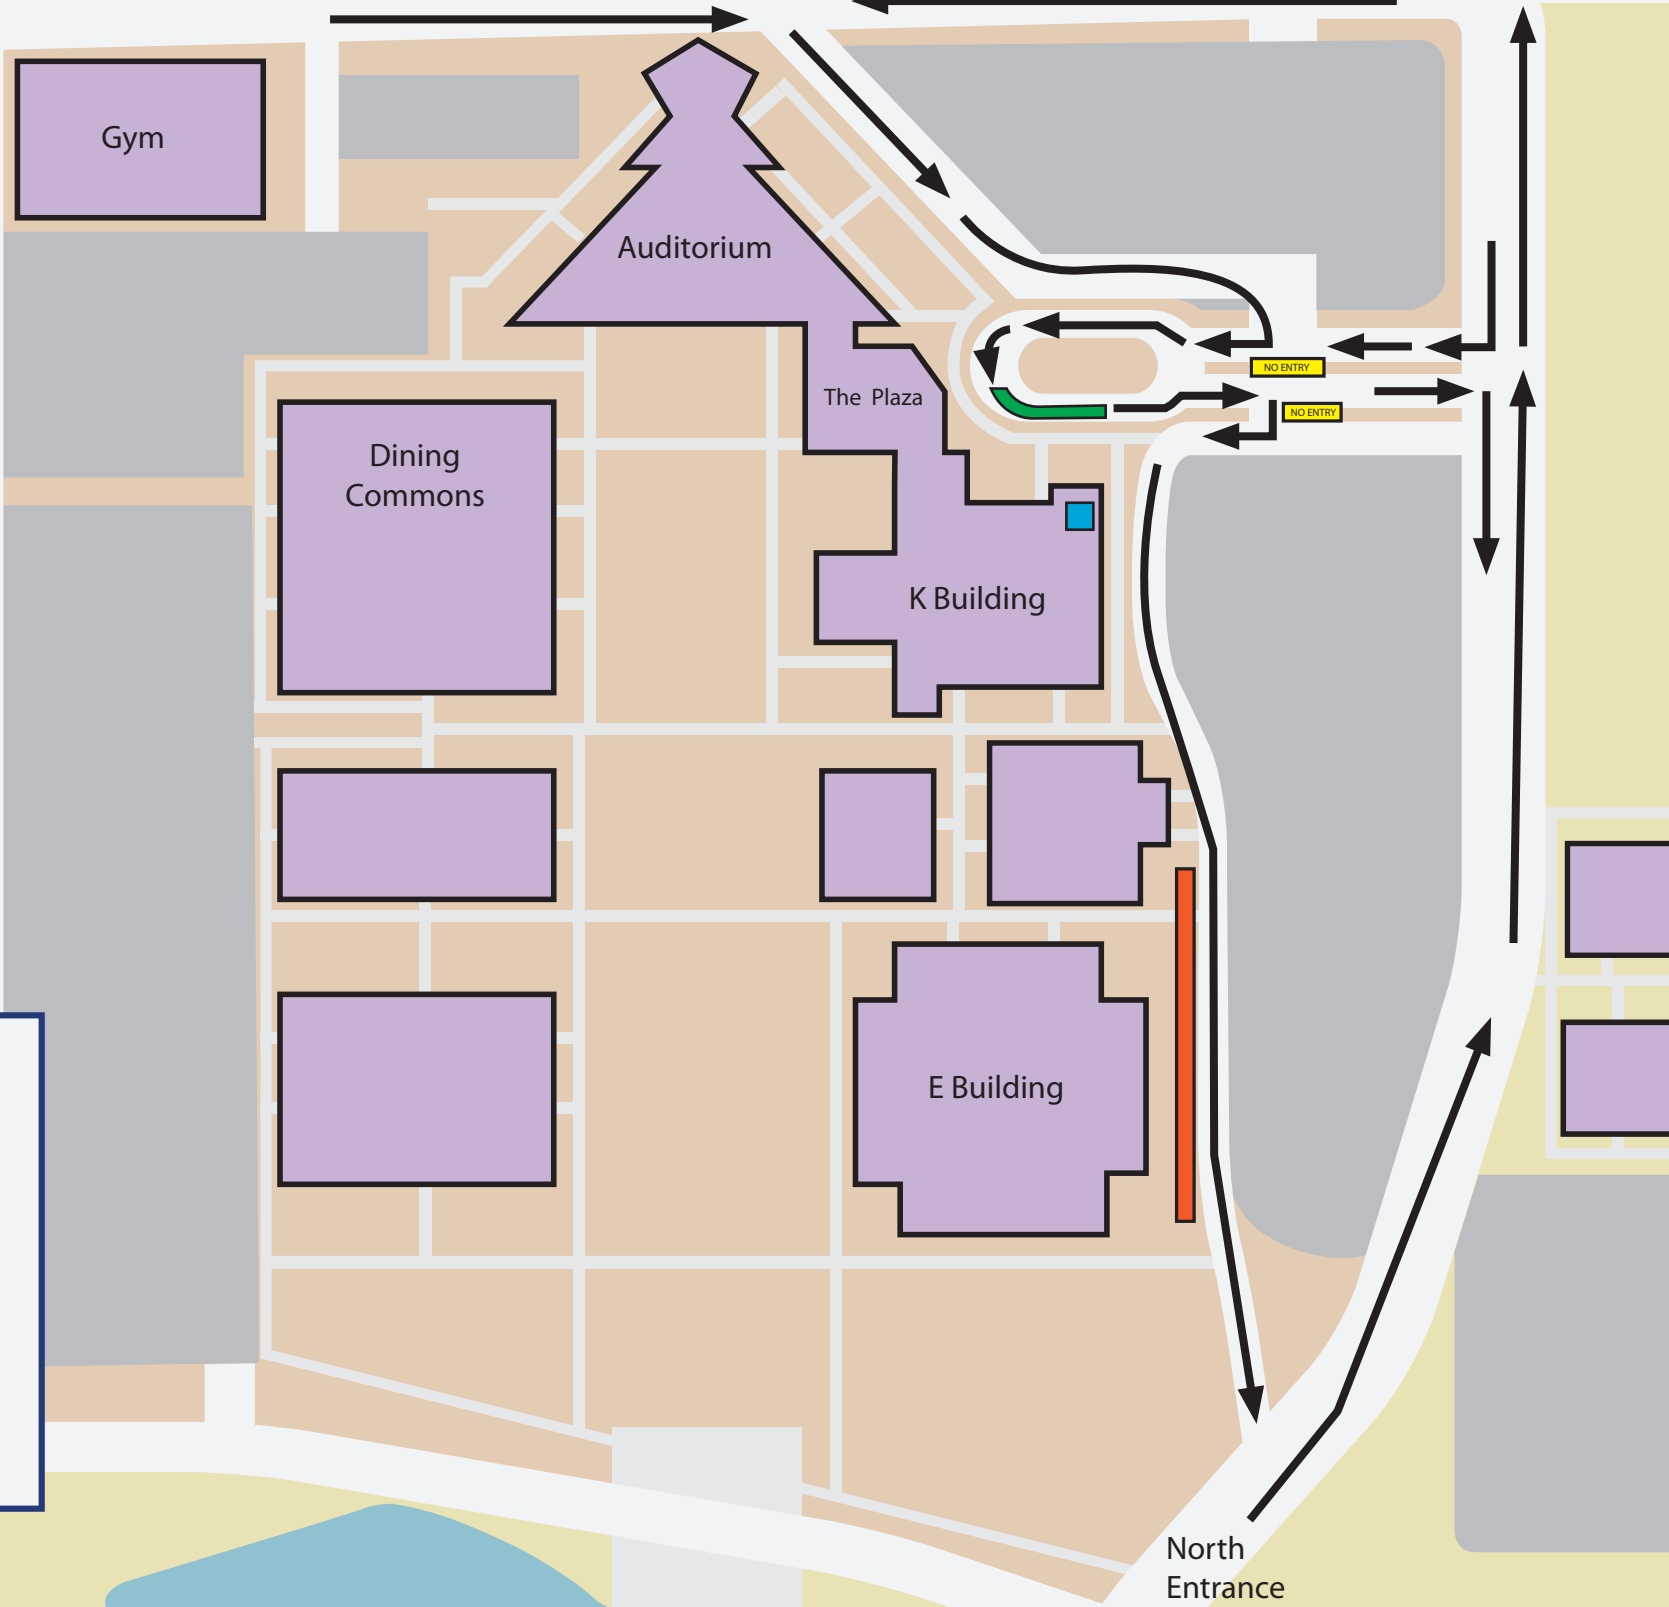 Gym
Auditorium
NO ENTRY
The Plaza
NO ENTRY
Dining
Commons
K Building
E Building
North
Entrance